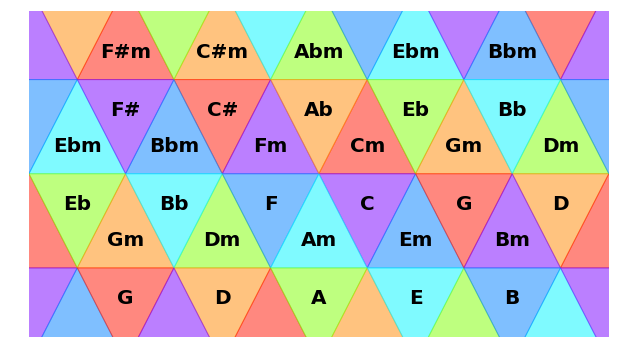 F#m C#m Abm Ebm Bbm
F# C# Ab Eb Bb
Ebm Bbm Fm Cm Gm Dm
Eb Bb F C G D
Gm Dm Am Em Bm
G D A E B